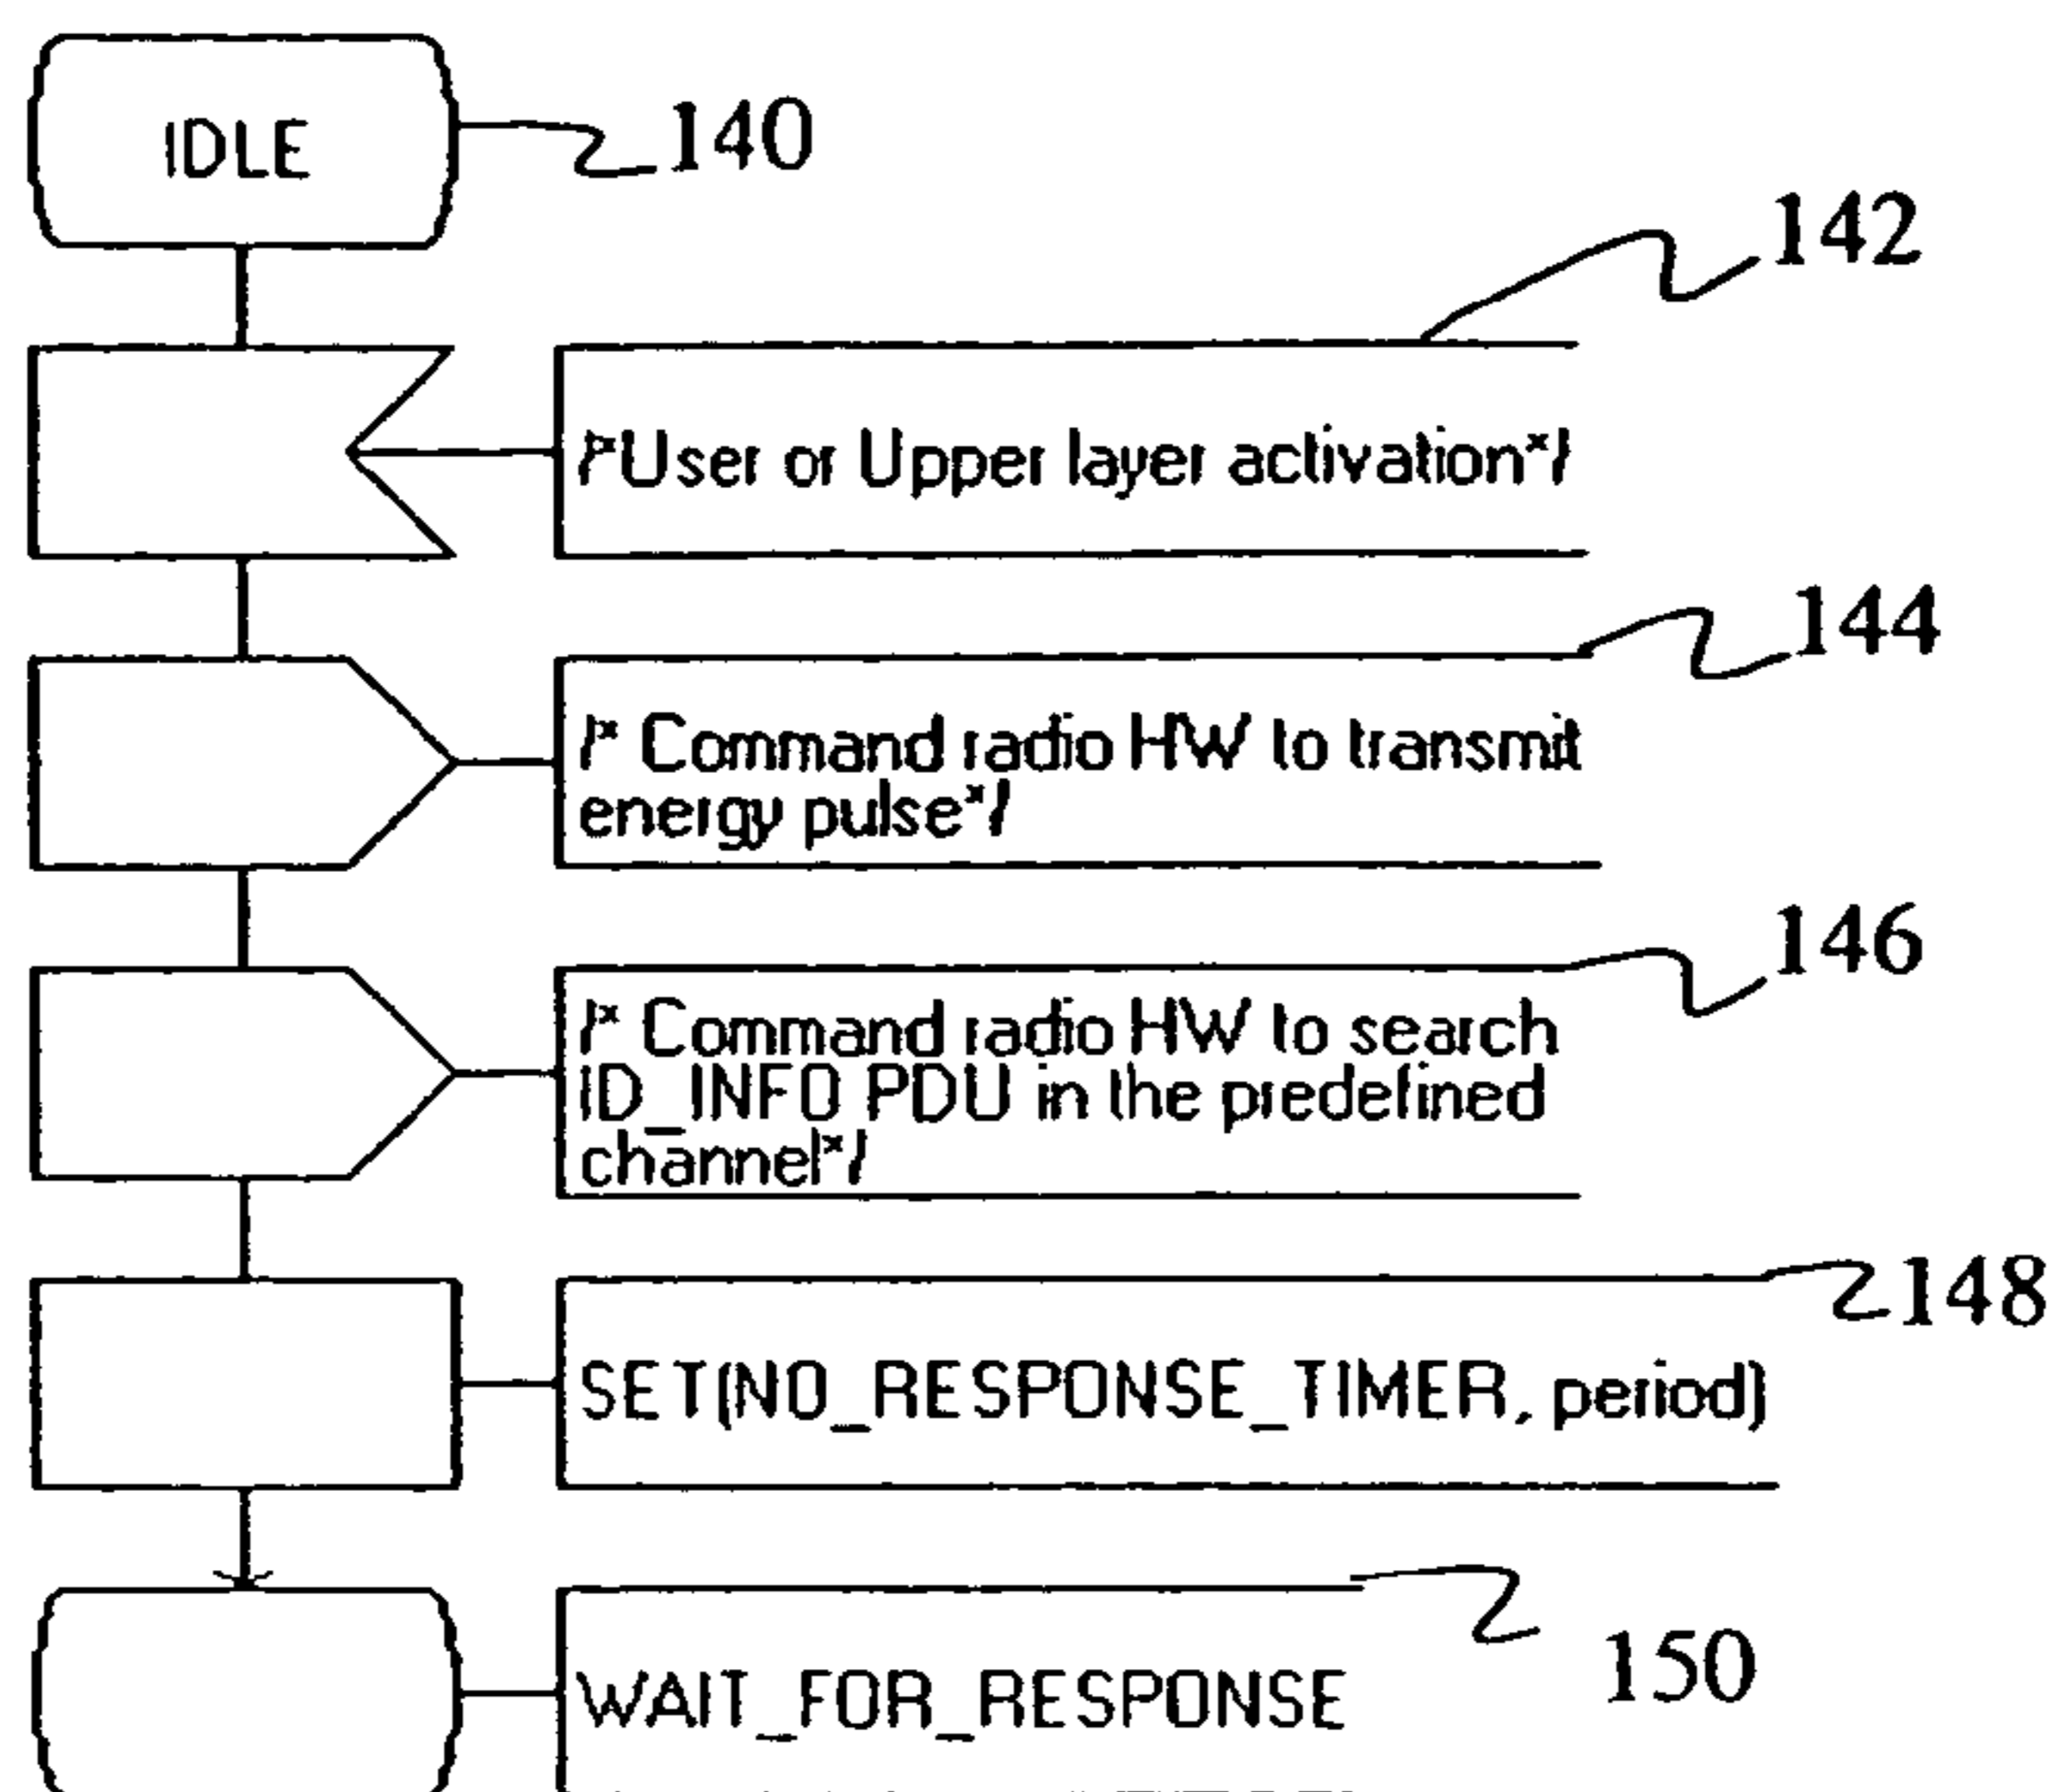 IDLE
140
142
/*User or Upper layer activation*/
144
/* Command radio HW to transmit
energy pulse*/
146
/* Command radio HW to search
ID_INFO PDU in the predefined
channel*/
148
SET(NO_RESPONSE_TIMER, period)
150
WAIT_FOR_RESPONSE